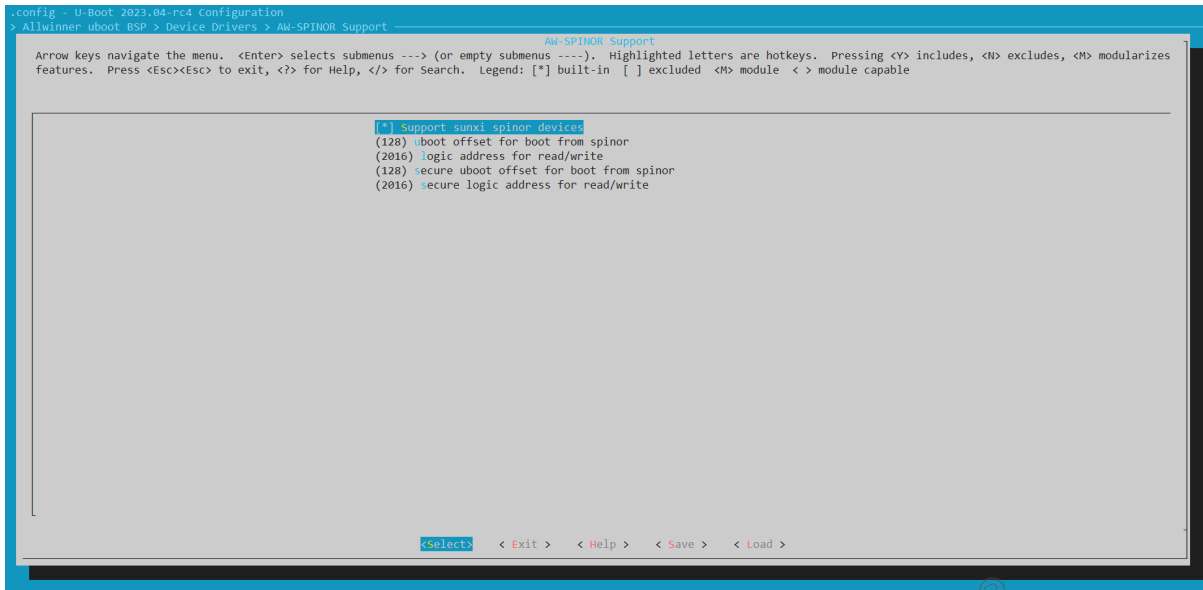 .config - U-Boot 2023.04-rc4 Configuration
> Allwinner uboot BSP > Device Drivers > AW-SPINOR Support
AW-SPINOR Support
Arrow keys navigate the menu. <Enter> selects submenus ---> (or empty submenus ----). Highlighted letters are hotkeys. Pressing <Y> includes, <N> excludes, <M> modularizes
features. Press <Esc><Esc> to exit, <?> for Help, </> for Search. Legend: [*] built-in [ ] excluded <M> module < > module capable
[*] Support sunxi spinor devices
(128) uboot offset for boot from spinor
(2016) logic address for read/write
(128) secure uboot offset for boot from spinor
(2016) secure logic address for read/write
<Select> < Exit > < Help > < Save > < Load >